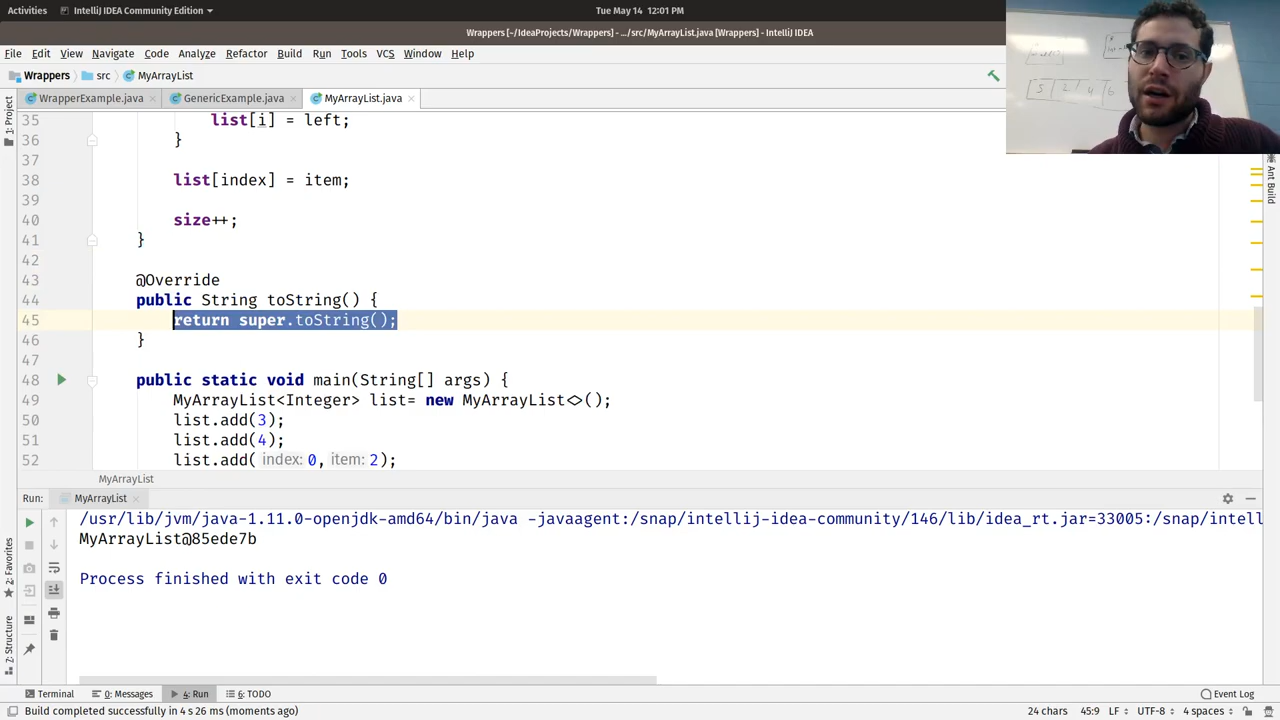 Activities IntelliJ IDEA Community Edition Tue May 14 12:01 PM
Wrappers [~/IdeaProjects/Wrappers] - .../src/MyArrayList.java [Wrappers] - IntelliJ IDEA
File Edit View Navigate Code Analyze Refactor Build Run Tools VCS Window Help
Wrappers src MyArrayList
WrapperExample.java GenericExample.java MyArrayList.java
1: Project
Ant Build
35 list[i] = left;
36 }
37
38 list[index] = item;
39
40 size++;
41 }
42
43 @Override
44 public String toString() {
45 return super.toString();
46 }
47
48 public static void main(String[] args) {
49 MyArrayList<Integer> list= new MyArrayList<>();
50 list.add(3);
51 list.add(4);
52 list.add( index: 0, item: 2);
MyArrayList
Run: MyArrayList
/usr/lib/jvm/java-1.11.0-openjdk-amd64/bin/java -javaagent:/snap/intellij-idea-community/146/lib/idea_rt.jar=33005:/snap/intell
MyArrayList@85ede7b
Process finished with exit code 0
2: Favorites
7: Structure
Terminal 0: Messages 4: Run 6: TODO Event Log
Build completed successfully in 4 s 26 ms (moments ago) 24 chars 45:9 LF UTF-8 4 spaces